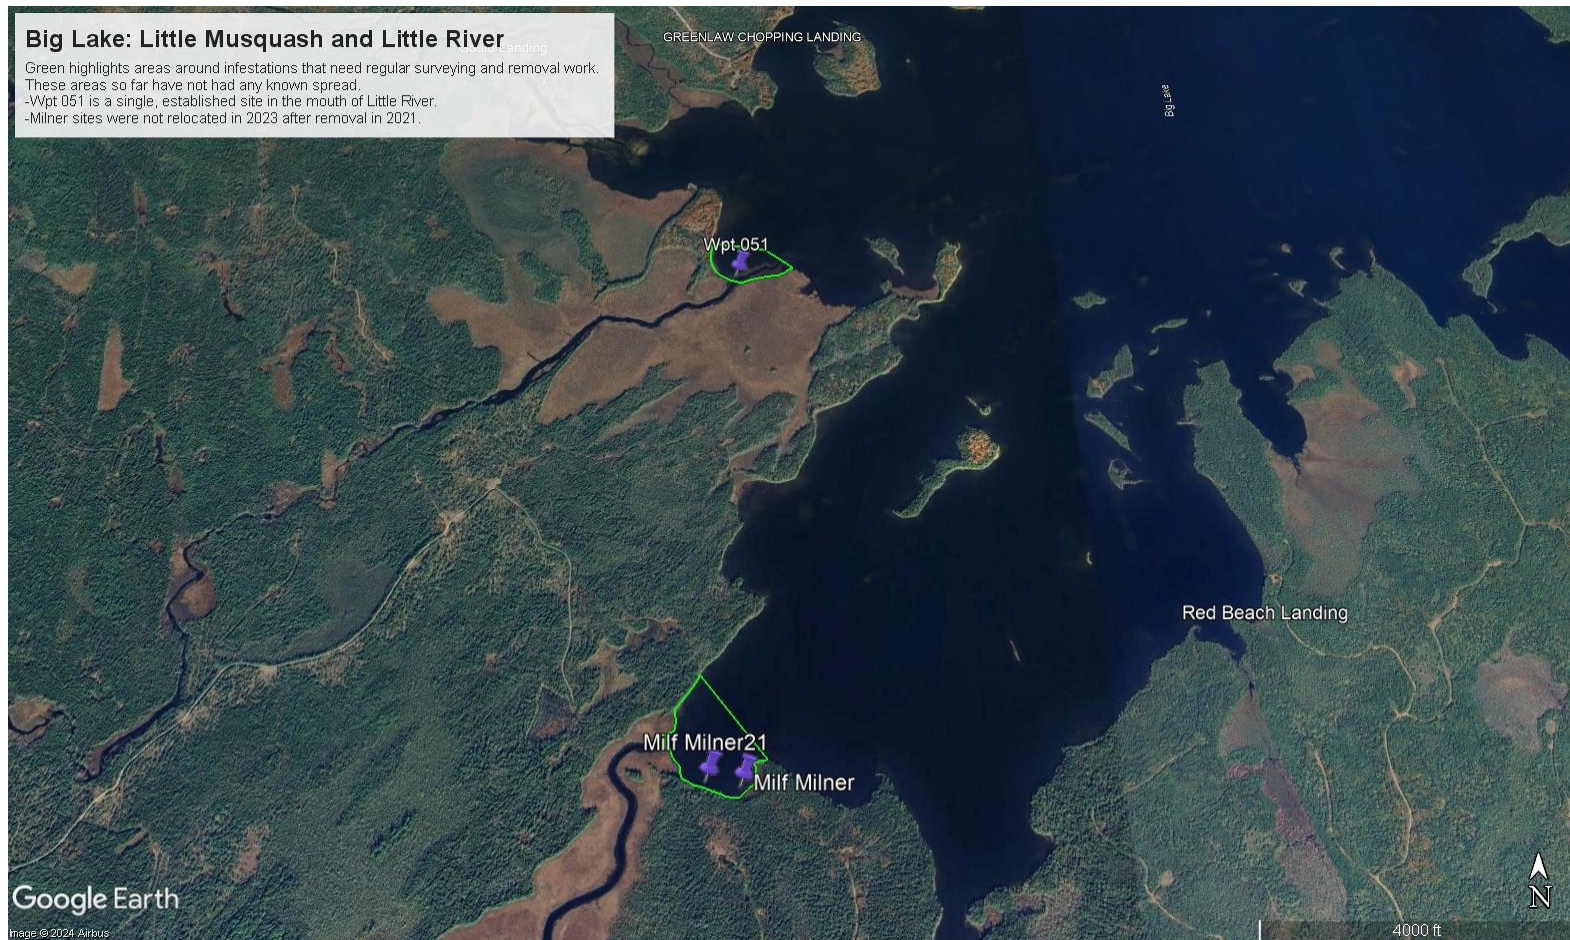 Big Lake: Little Musquash and Little River
Green highlights areas around infestations that need regular surveying and removal work.
These areas so far have not had any known spread.
-Wpt 051 is a single, established site in the mouth of Little River.
-Milner sites were not relocated in 2023 after removal in 2021.
Landing
GREENLAW CHOPPING LANDING
Big Lake
Wpt 051
Red Beach Landing
Milf Milner21
Milf Milner
Google Earth
Image © 2024 Airbus
N
4000 ft